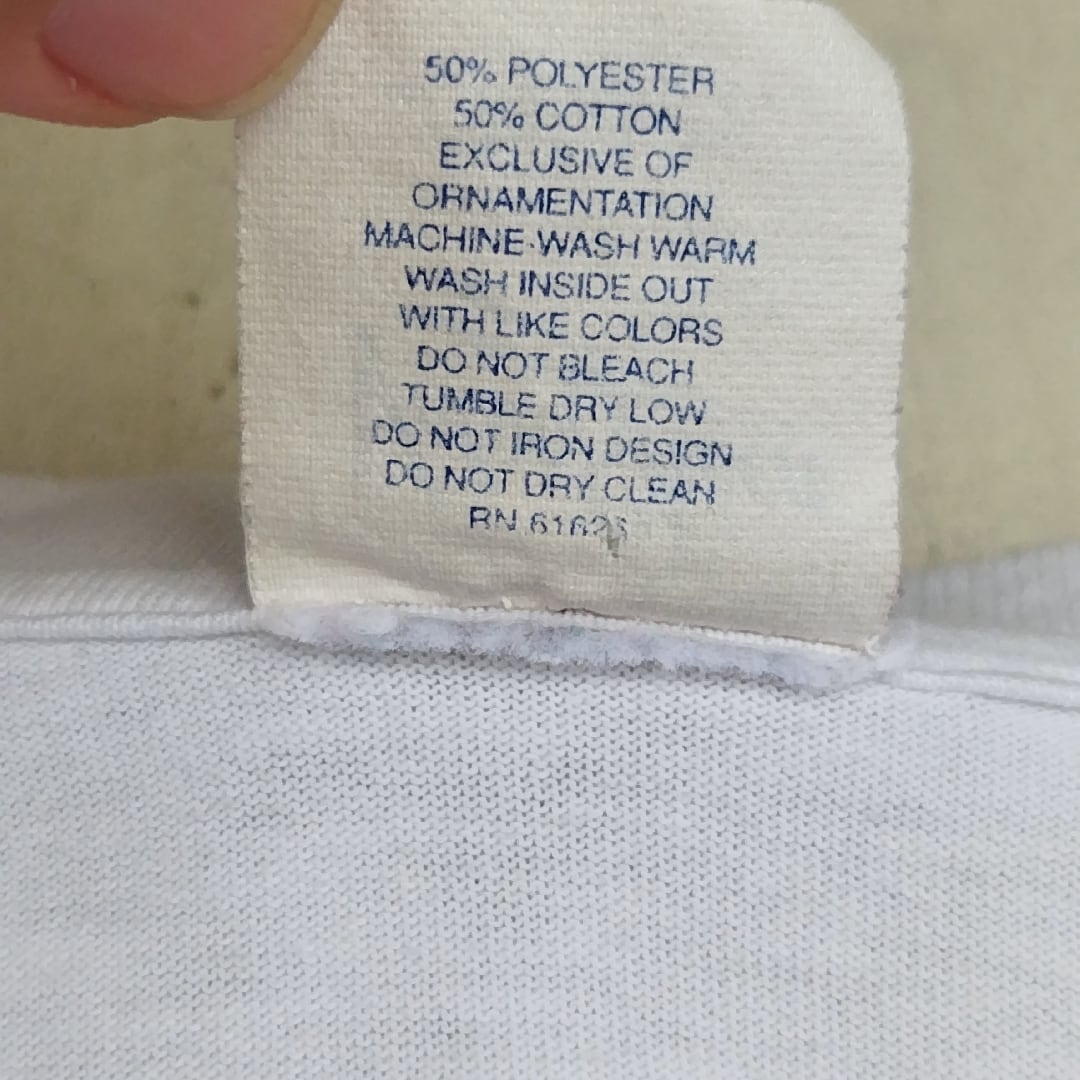 50% POLYESTER
50% COTTON
EXCLUSIVE OF
ORNAMENTATION
MACHINE-WASH WARM
WASH INSIDE OUT
WITH LIKE COLORS
DO NOT BLEACH
TUMBLE DRY LOW
DO NOT IRON DESIGN
DO NOT DRY CLEAN
RN